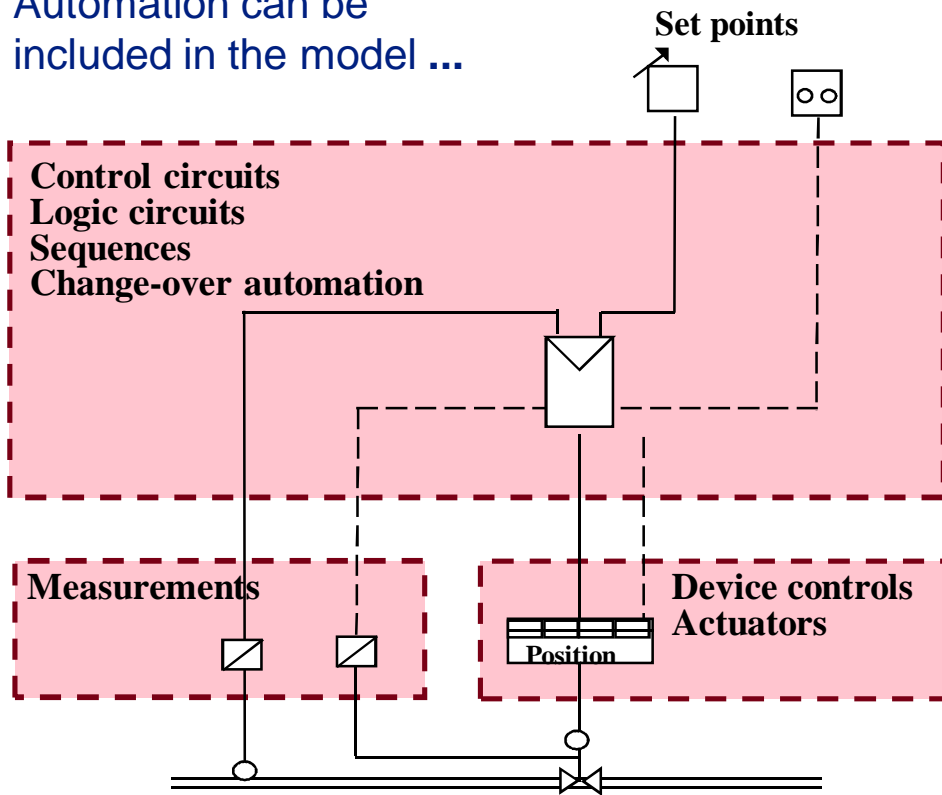 Automation can be
included in the model ...
Set points
Control circuits
Logic circuits
Sequences
Change-over automation
Measurements
Device controls
Actuators
Position